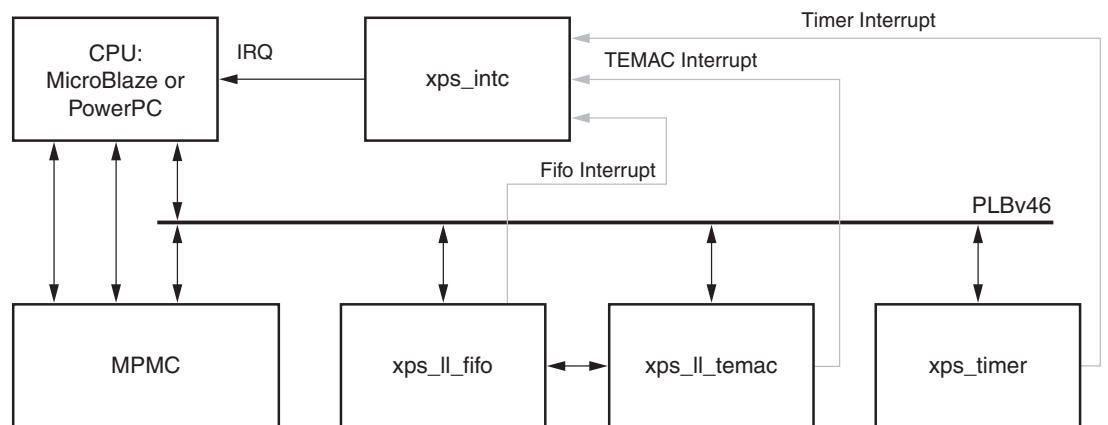 Timer Interrupt
CPU:
MicroBlaze or
PowerPC
IRQ
xps_intc
TEMAC Interrupt
Fifo Interrupt
PLBv46
MPMC
xps_ll_fifo
xps_ll_temac
xps_timer